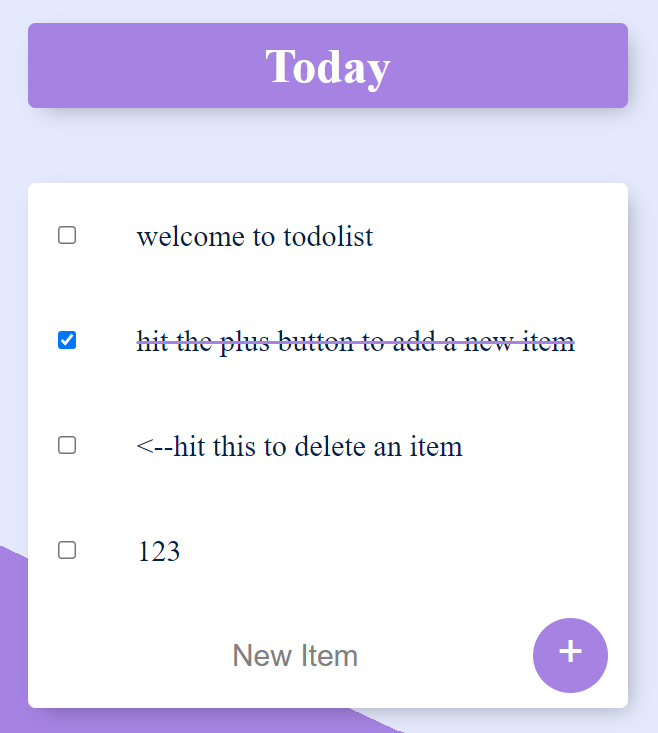 Today
welcome to todolist
hit the plus button to add a new item
<--hit this to delete an item
123
New Item
+